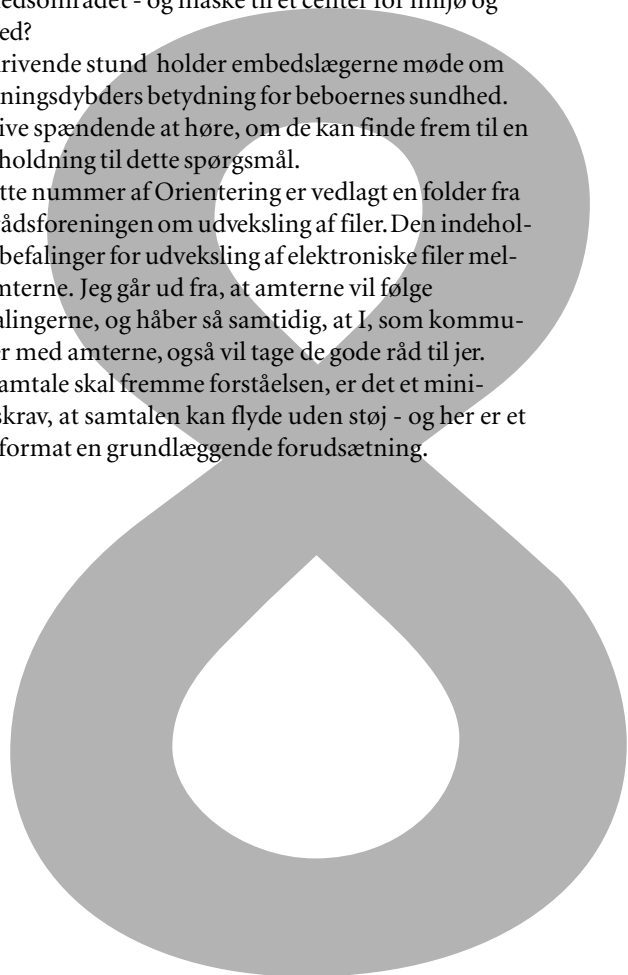 edsområdet - og måske til et center for miljø og
ed?
rivende stund holder embedslægerne møde om
ningsdybders betydning for beboernes sundhed.
ive spændende at høre, om de kan finde frem til en
holdning til dette spørgsmål.
tte nummer af Orientering er vedlagt en folder fra
ådsforeningen om udveksling af filer. Den indehol-
befalinger for udveksling af elektroniske filer mel-
mterne. Jeg går ud fra, at amterne vil følge
alingerne, og håber så samtidig, at I, som kommu-
r med amterne, også vil tage de gode råd til jer.
amtale skal fremme forståelsen, er det et mini-
skrav, at samtalen kan flyde uden støj - og her er et
format en grundlæggende forudsætning.
8